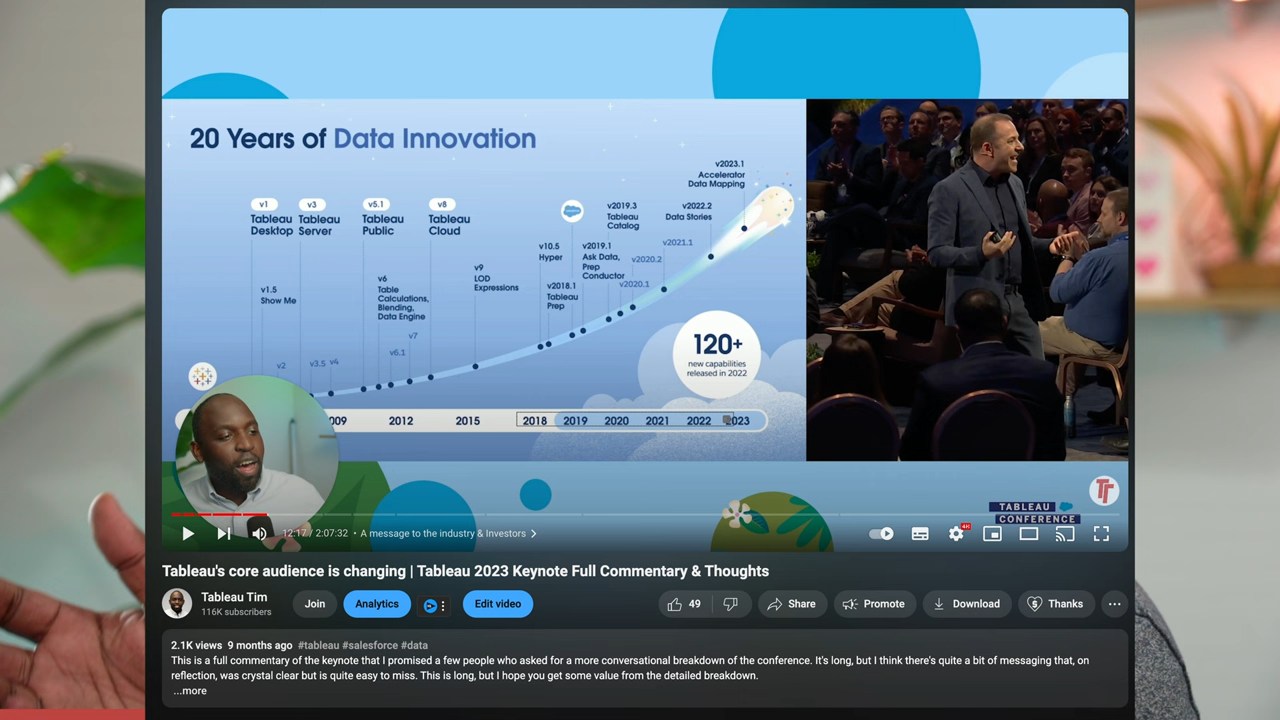 20 Years of Data Innovation
v1
Tableau
Desktop
v3
Tableau
Server
v5.1
Tableau
Public
v8
Tableau
Cloud
v2023.1
Accelerator
Data Mapping
v2019.3
Tableau
Catalog
v2022.2
Data Stories
v10.5
Hyper
v2019.1
Ask Data,
Prep
Conductor
v2021.1
v2020.2
v2020.1
v2018.1
Tableau
Prep
v9
LOD
Expressions
v6
Table
Calculations,
Blending,
Data Engine
v1.5
Show Me
v7
v6.1
v2
v3.5
v4
120+
new capabilities
released in 2022
09
2012
2015
2018
2019
2020
2021
2022
2023
TABLEAU
CONFERENCE
TT
12:17 / 2:07:32 • A message to the industry & Investors
4K
Tableau's core audience is changing | Tableau 2023 Keynote Full Commentary & Thoughts
Tableau Tim
116K subscribers
Join
Analytics
Edit video
49
Share
Promote
Download
Thanks
2.1K views 9 months ago #tableau #salesforce #data
This is a full commentary of the keynote that I promised a few people who asked for a more conversational breakdown of the conference. It's long, but I think there's quite a bit of messaging that, on
reflection, was crystal clear but is quite easy to miss. This is long, but I hope you get some value from the detailed breakdown.
...more